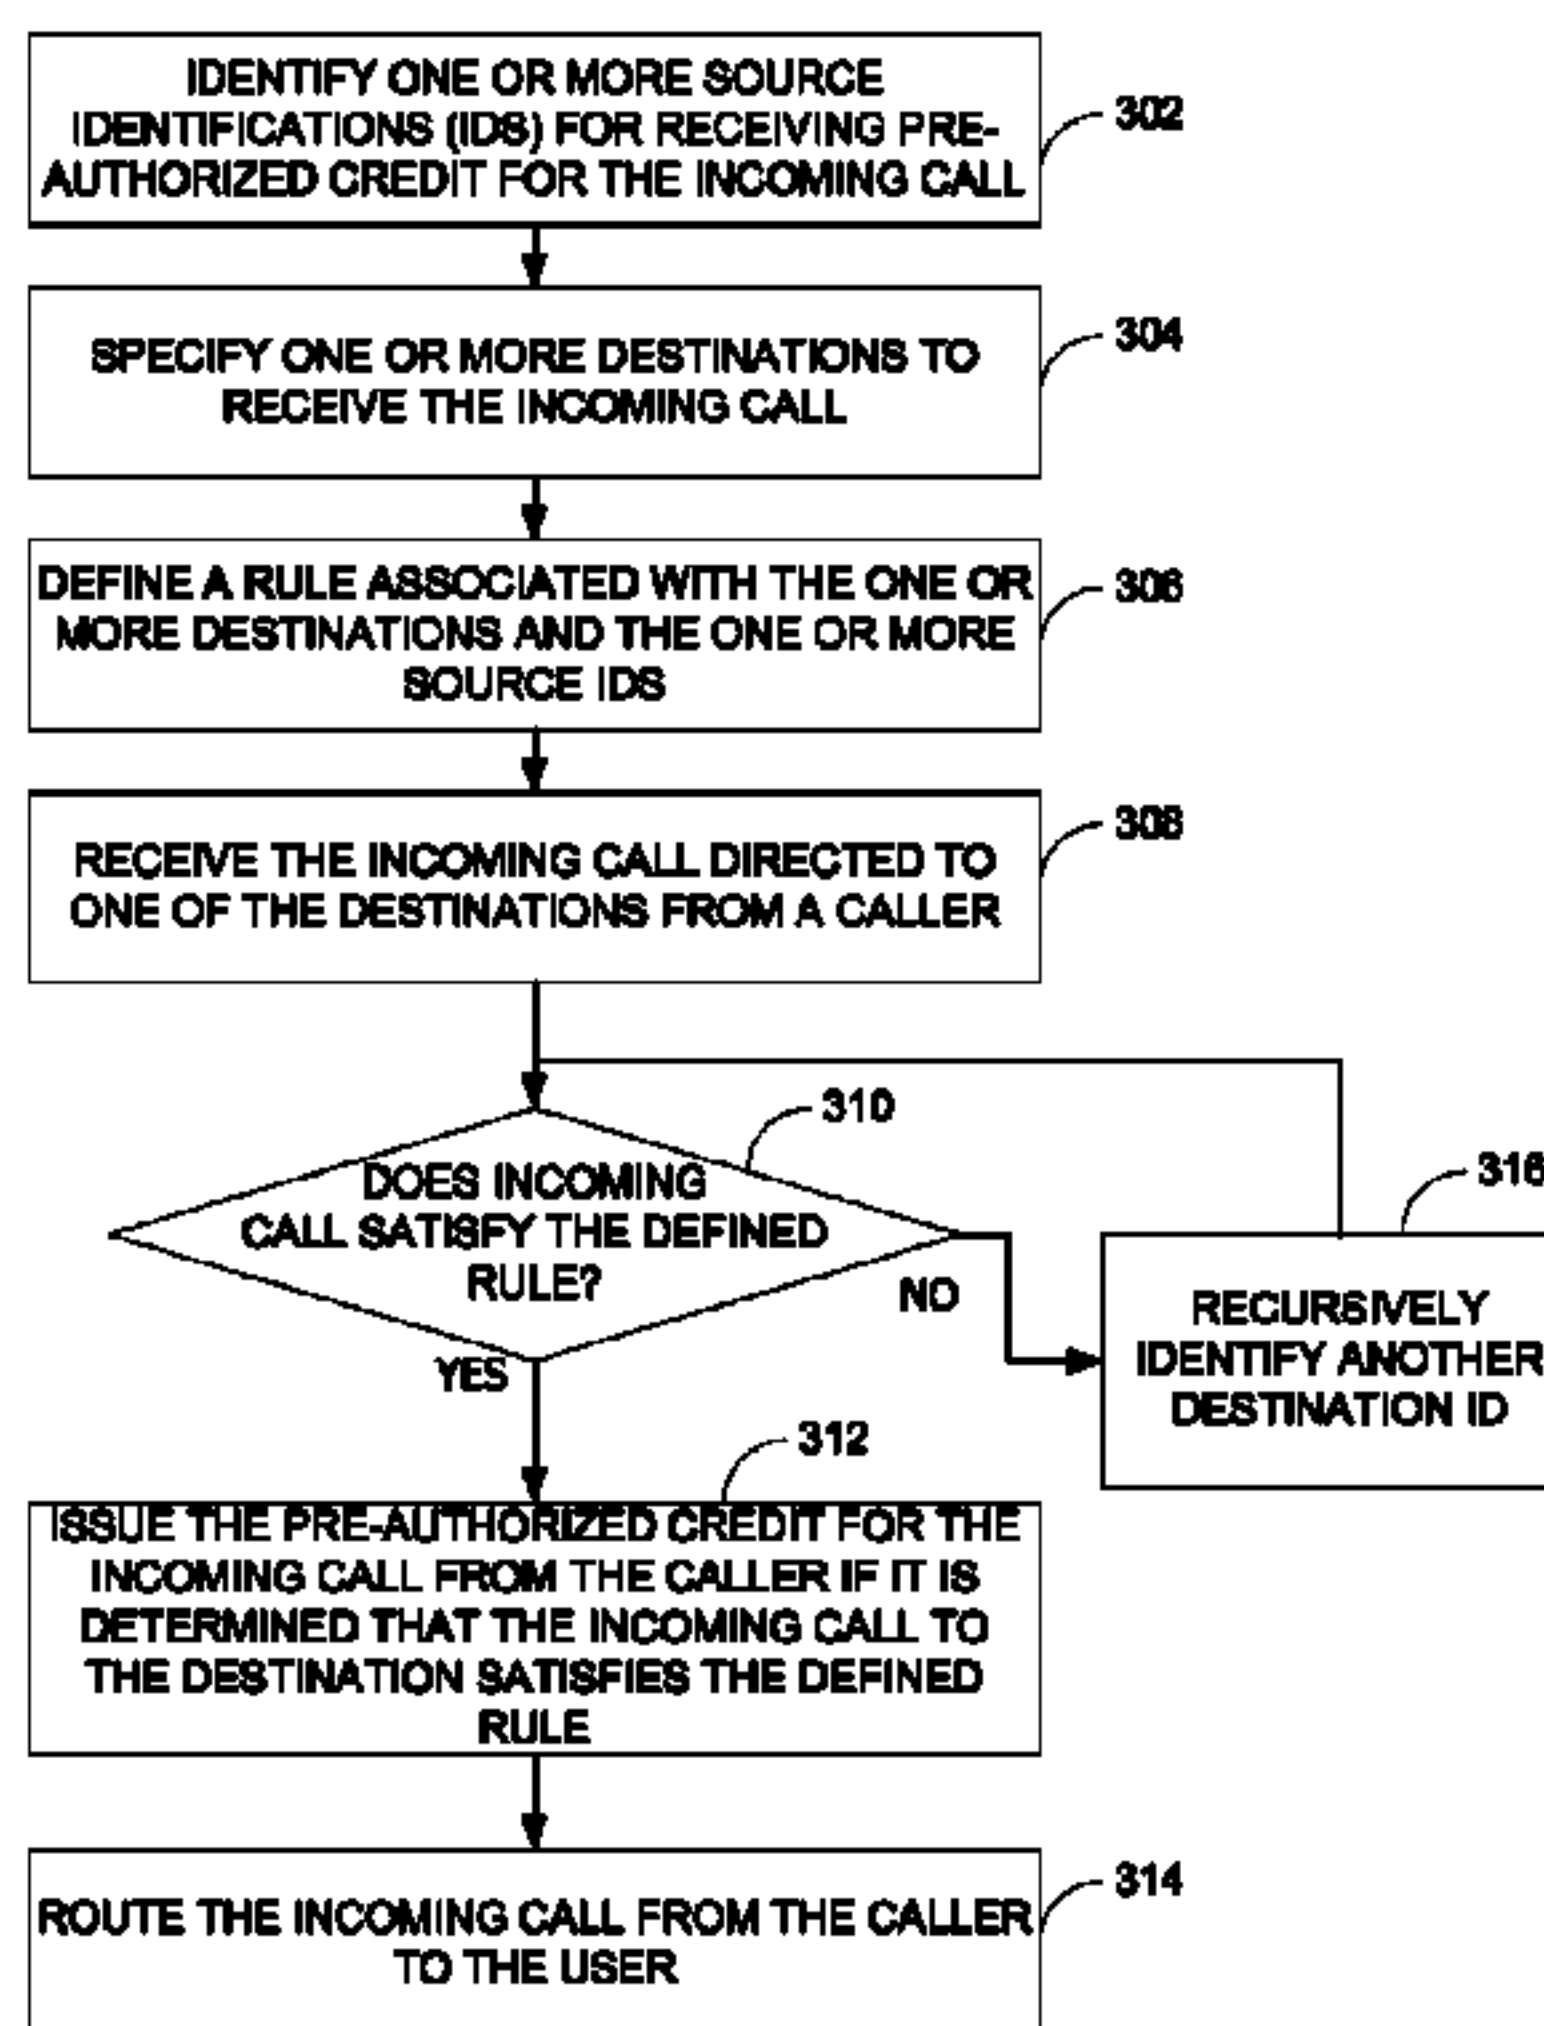 IDENTIFY ONE OR MORE SOURCE
IDENTIFICATIONS (IDS) FOR RECEIVING PRE-
AUTHORIZED CREDIT FOR THE INCOMING CALL
302
SPECIFY ONE OR MORE DESTINATIONS TO
RECEIVE THE INCOMING CALL
304
DEFINE A RULE ASSOCIATED WITH THE ONE OR
MORE DESTINATIONS AND THE ONE OR MORE
SOURCE IDS
306
RECEIVE THE INCOMING CALL DIRECTED TO
ONE OF THE DESTINATIONS FROM A CALLER
308
310
DOES INCOMING
CALL SATISFY THE DEFINED
RULE?
NO
YES
316
RECURSIVELY
IDENTIFY ANOTHER
DESTINATION ID
312
ISSUE THE PRE-AUTHORIZED CREDIT FOR THE
INCOMING CALL FROM THE CALLER IF IT IS
DETERMINED THAT THE INCOMING CALL TO
THE DESTINATION SATISFIES THE DEFINED
RULE
314
ROUTE THE INCOMING CALL FROM THE CALLER
TO THE USER